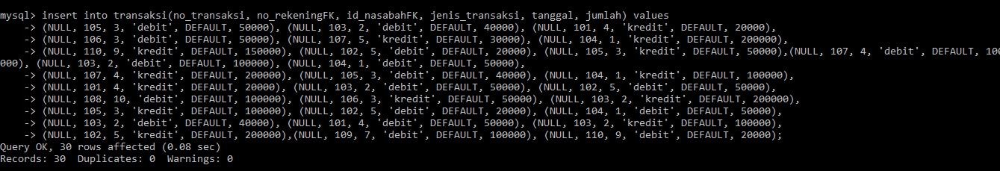 mysql> insert into transaksi(no_transaksi, no_rekeningFK, id_nasabahFK, jenis_transaksi, tanggal, jumlah) values
    -> (NULL, 105, 3, 'debit', DEFAULT, 50000), (NULL, 103, 2, 'debit', DEFAULT, 40000), (NULL, 101, 4, 'kredit', DEFAULT, 20000),
    -> (NULL, 106, 3, 'debit', DEFAULT, 50000), (NULL, 107, 5, 'kredit', DEFAULT, 30000), (NULL, 104, 1, 'kredit', DEFAULT, 200000),
    -> (NULL, 110, 9, 'kredit', DEFAULT, 150000), (NULL, 102, 5, 'debit', DEFAULT, 20000), (NULL, 105, 3, 'kredit', DEFAULT, 50000),(NULL, 107, 4, 'debit', DEFAULT, 100
000), (NULL, 103, 2, 'debit', DEFAULT, 100000), (NULL, 104, 1, 'debit', DEFAULT, 50000),
    -> (NULL, 107, 4, 'kredit', DEFAULT, 200000), (NULL, 105, 3, 'debit', DEFAULT, 40000), (NULL, 104, 1, 'kredit', DEFAULT, 100000),
    -> (NULL, 101, 4, 'kredit', DEFAULT, 20000), (NULL, 103, 2, 'debit', DEFAULT, 50000), (NULL, 102, 5, 'debit', DEFAULT, 50000),
    -> (NULL, 108, 10, 'debit', DEFAULT, 100000), (NULL, 106, 3, 'kredit', DEFAULT, 50000), (NULL, 103, 2, 'kredit', DEFAULT, 200000),
    -> (NULL, 105, 3, 'kredit', DEFAULT, 100000), (NULL, 102, 5, 'debit', DEFAULT, 20000), (NULL, 104, 1, 'debit', DEFAULT, 50000),
    -> (NULL, 103, 2, 'debit', DEFAULT, 40000), (NULL, 101, 4, 'debit', DEFAULT, 50000), (NULL, 103, 2, 'kredit', DEFAULT, 100000),
    -> (NULL, 102, 5, 'kredit', DEFAULT, 200000),(NULL, 109, 7, 'debit', DEFAULT, 100000), (NULL, 110, 9, 'debit', DEFAULT, 20000);
Query OK, 30 rows affected (0.08 sec)
Records: 30  Duplicates: 0  Warnings: 0